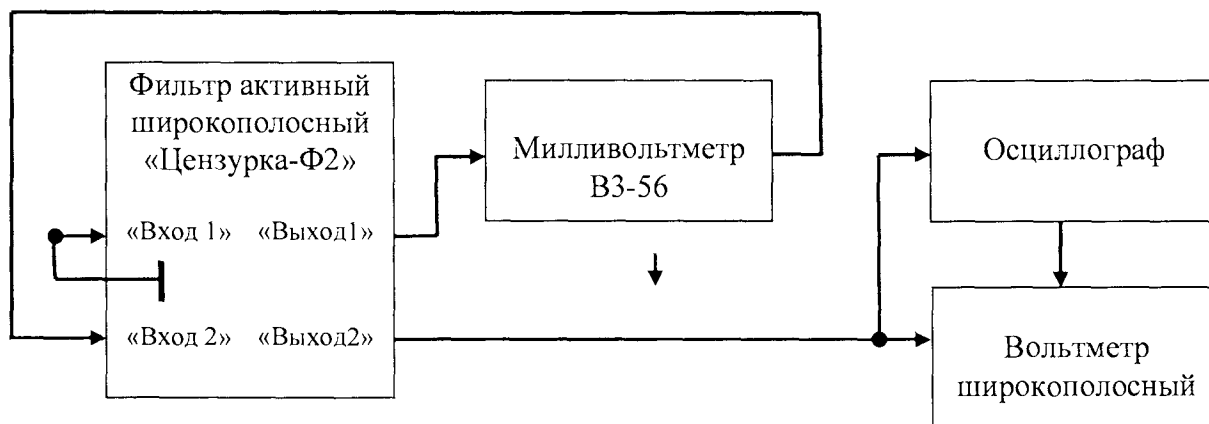 Фильтр активный
широкополосный
«Цензурка-Ф2»
«Вход 1» «Выход1»
«Вход 2» «Выход2»
Милливольтметр
В3-56
Осциллограф
Вольтметр
широкополосный